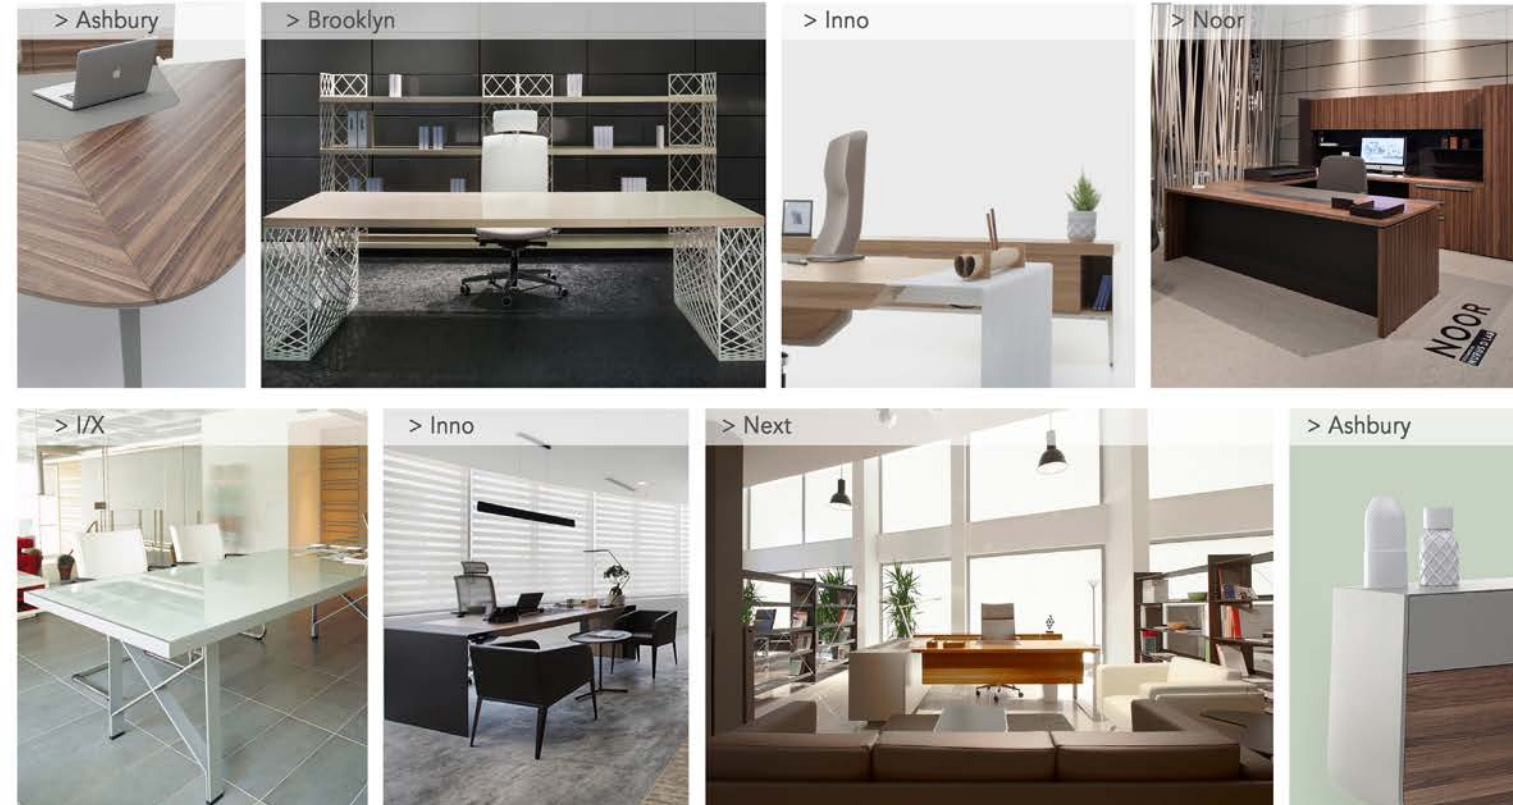 > Ashbury
> Brooklyn
> Inno
> Noor
NOOR
> I/X
> Inno
> Next
> Ashbury